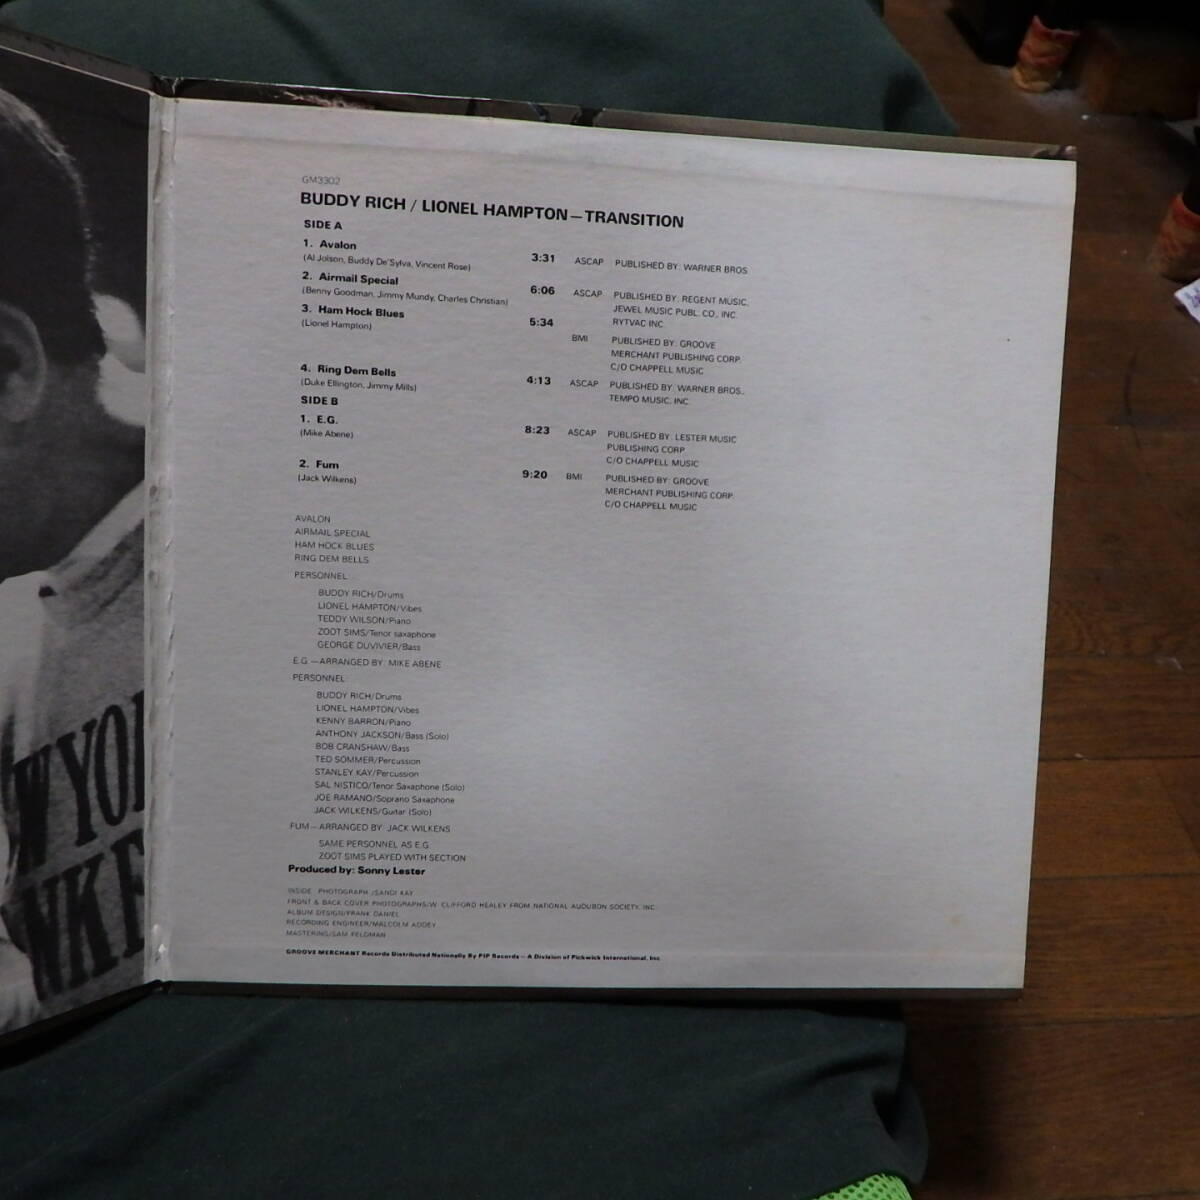 GM3302
BUDDY RICH / LIONEL HAMPTON — TRANSITION
SIDE A
1. Avalon 3:31 ASCAP PUBLISHED BY: WARNER BROS
(Al Jolson, Buddy De'Sylva, Vincent Rose)
2. Airmail Special 6:06 ASCAP PUBLISHED BY: REGENT MUSIC,
(Benny Goodman, Jimmy Mundy, Charles Christian) JEWEL MUSIC PUBL. CO., INC.
3. Ham Hock Blues 5:34 RYTVAC INC.
(Lionel Hampton)
BMI PUBLISHED BY: GROOVE
MERCHANT PUBLISHING CORP.
C/O CHAPPELL MUSIC
4. Ring Dem Bells 4:13 ASCAP PUBLISHED BY: WARNER BROS.,
(Duke Ellington, Jimmy Mills) TEMPO MUSIC, INC.
SIDE B
1. E.G. 8:23 ASCAP PUBLISHED BY: LESTER MUSIC
(Mike Abene) PUBLISHING CORP.
C/O CHAPPELL MUSIC
2. Fum 9:20 BMI PUBLISHED BY: GROOVE
(Jack Wilkens) MERCHANT PUBLISHING CORP.
C/O CHAPPELL MUSIC
AVALON
AIRMAIL SPECIAL
HAM HOCK BLUES
RING DEM BELLS
PERSONNEL:
BUDDY RICH/Drums
LIONEL HAMPTON/Vibes
TEDDY WILSON/Piano
ZOOT SIMS/Tenor saxophone
GEORGE DUVIVIER/Bass
E.G. — ARRANGED BY: MIKE ABENE
PERSONNEL:
BUDDY RICH/Drums
LIONEL HAMPTON/Vibes
KENNY BARRON/Piano
ANTHONY JACKSON/Bass (Solo)
BOB CRANSHAW/Bass
TED SOMMER/Percussion
STANLEY KAY/Percussion
SAL NISTICO/Tenor Saxophone (Solo)
JOE RAMANO/Soprano Saxophone
JACK WILKENS/Guitar (Solo)
FUM — ARRANGED BY: JACK WILKENS
SAME PERSONNEL AS E.G.
ZOOT SIMS PLAYED WITH SECTION
Produced by: Sonny Lester
INSIDE PHOTOGRAPH /SANDI KAY
FRONT & BACK COVER PHOTOGRAPHS/W. CLIFFORD HEALEY FROM NATIONAL AUDUBON SOCIETY, INC.
ALBUM DESIGN/FRANK DANIEL
RECORDING ENGINEER/MALCOLM ADDEY
MASTERING/SAM FELDMAN
GROOVE MERCHANT Records Distributed Nationally By PIP Records — A Division of Pickwick International, Inc.